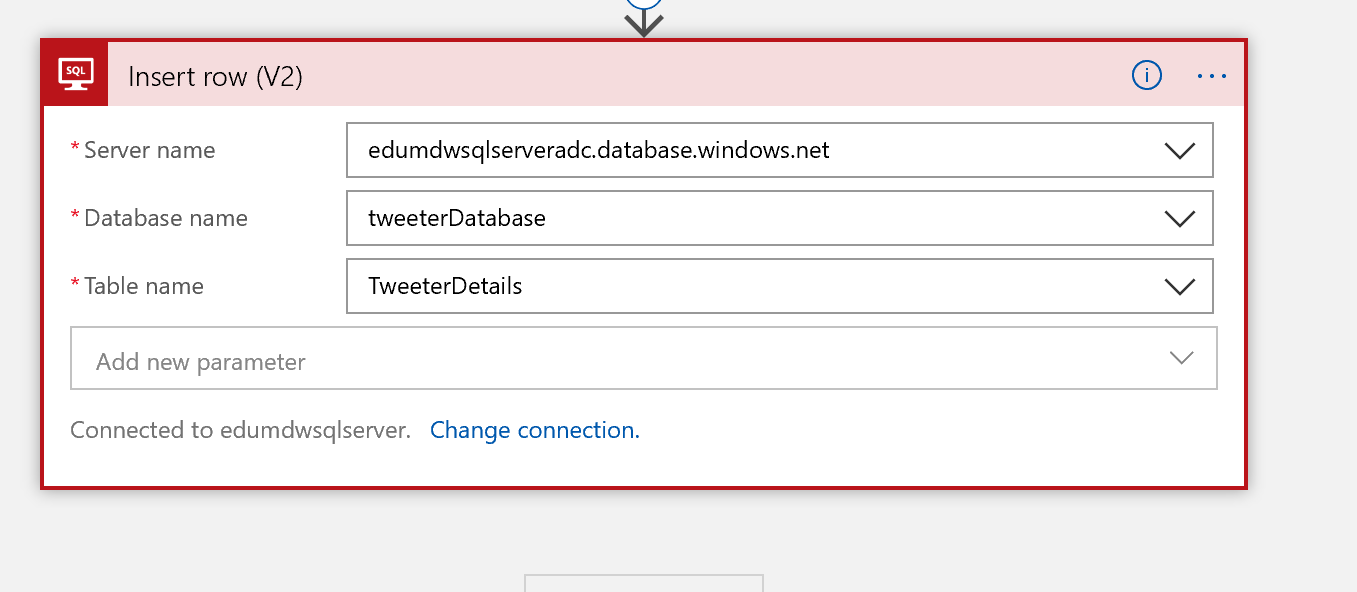 SQL
Insert row (V2)
i
* Server name
edumdwsqlserveradc.database.windows.net
* Database name
tweeterDatabase
* Table name
TweeterDetails
Add new parameter
Connected to edumdwsqlserver. Change connection.